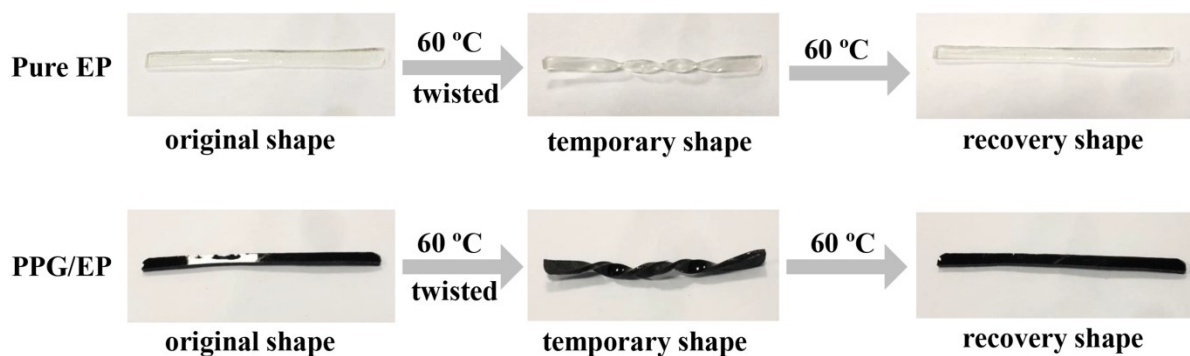 Pure EP
60 ºC
twisted
60 ºC
original shape
temporary shape
recovery shape
PPG/EP
60 ºC
twisted
60 ºC
original shape
temporary shape
recovery shape